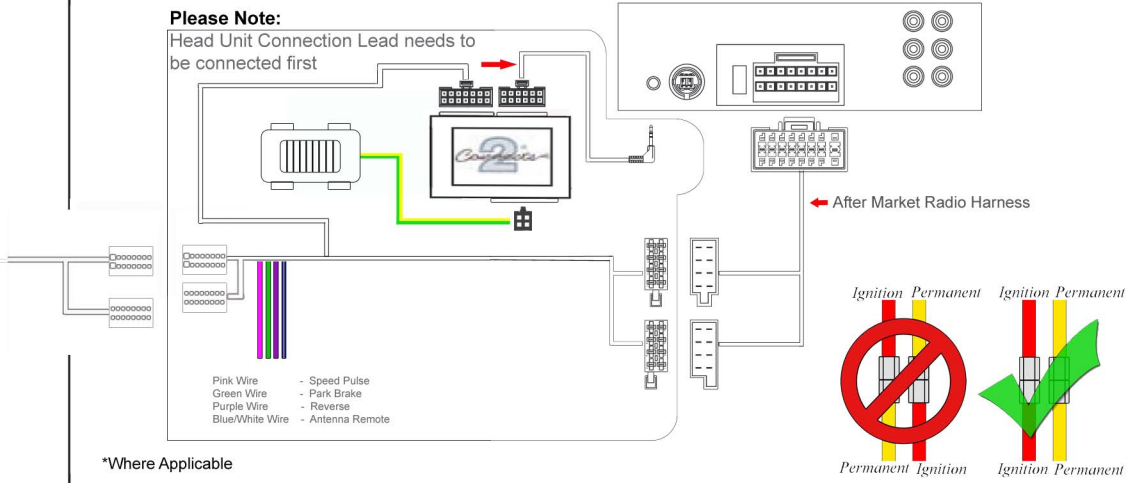 Please Note:
Head Unit Connection Lead needs to
be connected first
Connects 2
After Market Radio Harness
Ignition Permanent
Ignition Permanent
Pink Wire - Speed Pulse
Green Wire - Park Brake
Purple Wire - Reverse
Blue/White Wire - Antenna Remote
Permanent Ignition
Ignition Permanent
*Where Applicable